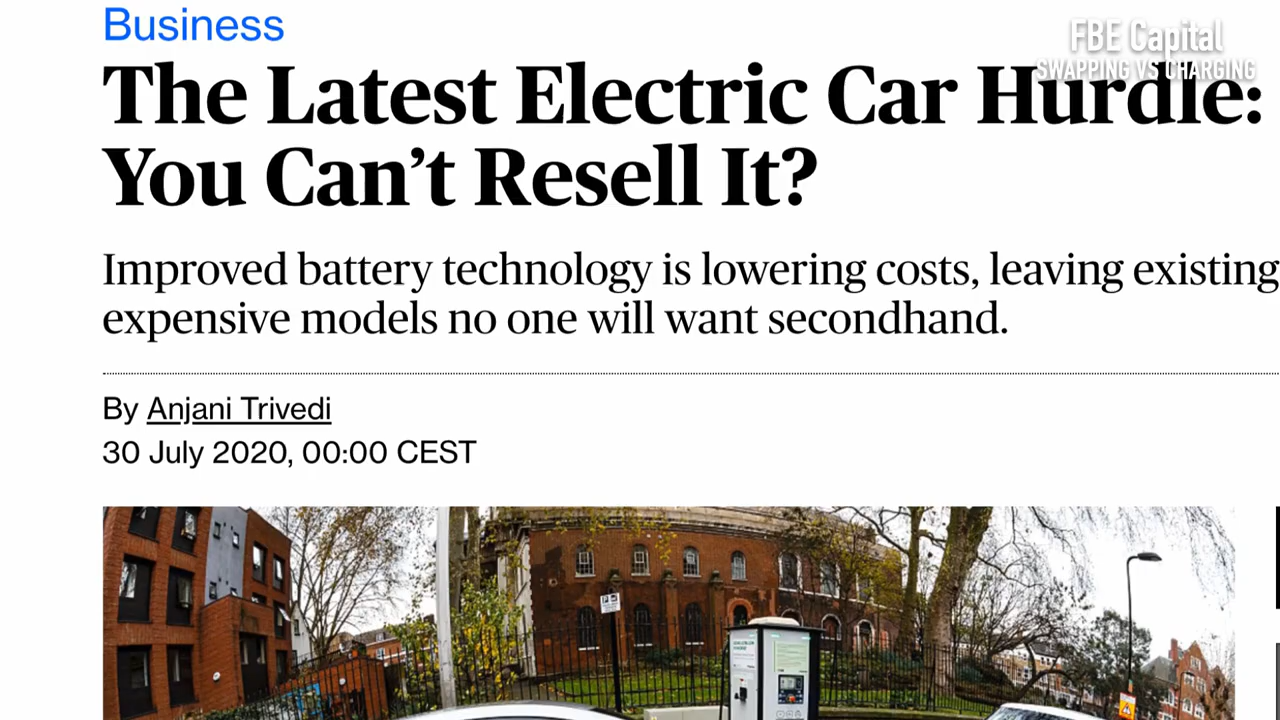 Business
FBE Capital
SWAPPING VS CHARGING
The Latest Electric Car Hurdle:
You Can't Resell It?
Improved battery technology is lowering costs, leaving existing
expensive models no one will want secondhand.
By Anjani Trivedi
30 July 2020, 00:00 CEST